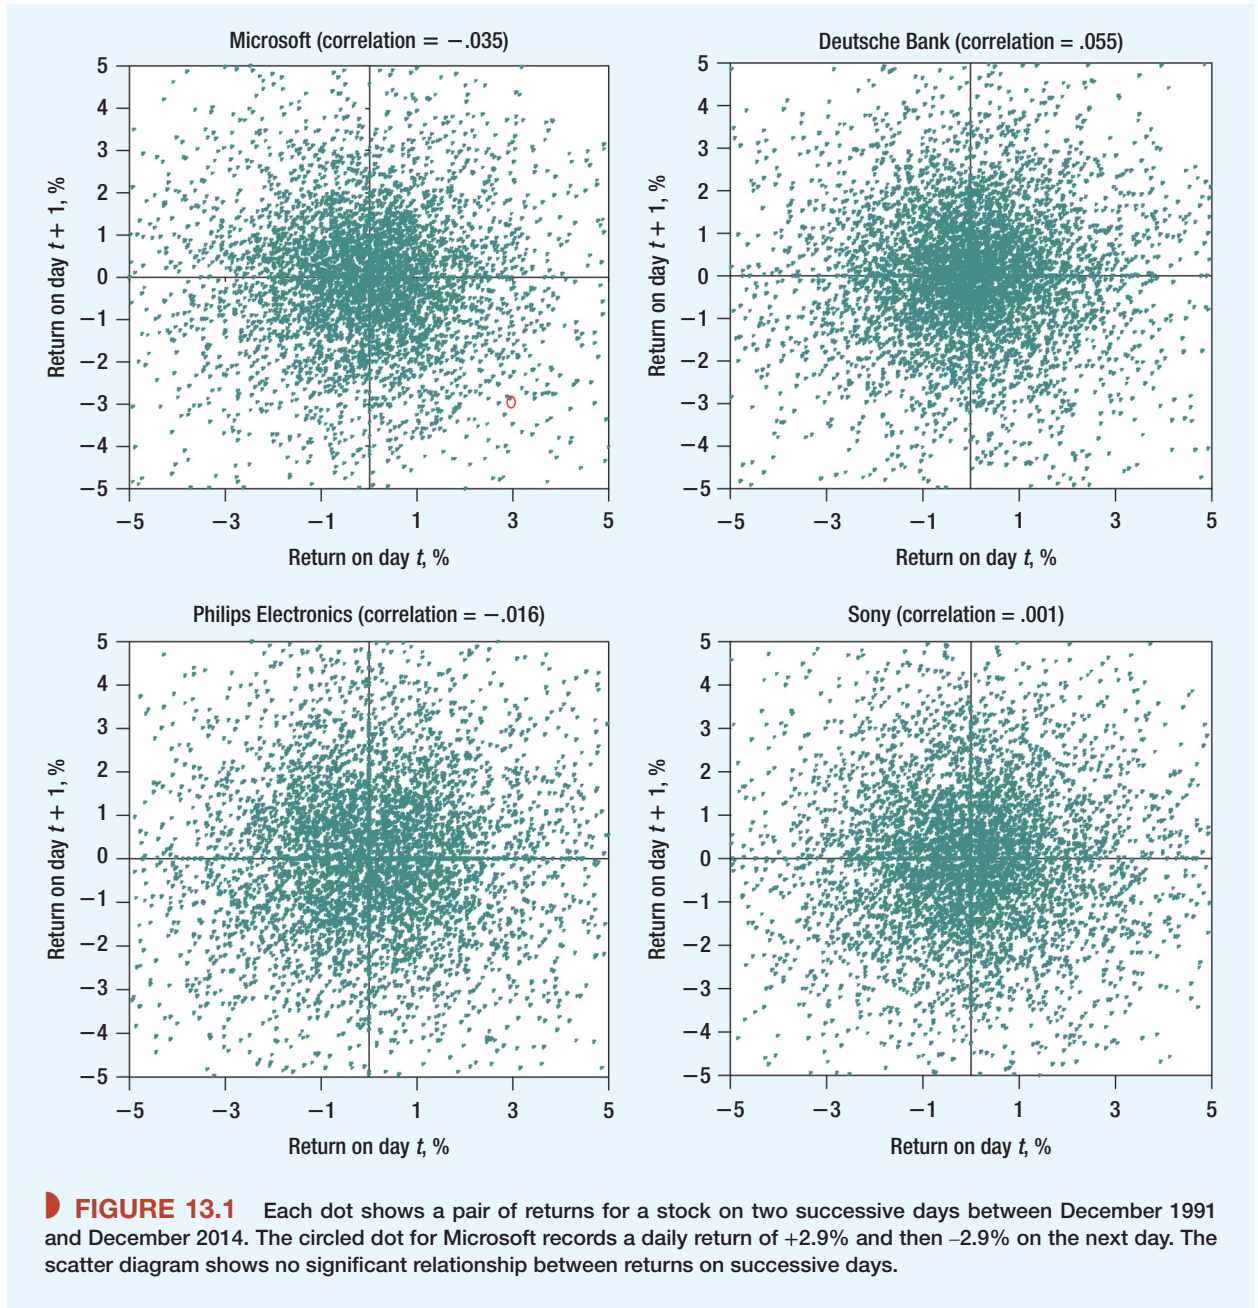 Microsoft (correlation = −.035)
5
4
3
2
1
0
−1
−2
−3
−4
−5
Return on day t + 1, %
−5 −3 −1 1 3 5
Return on day t, %
Deutsche Bank (correlation = .055)
5
4
3
2
1
0
−1
−2
−3
−4
−5
Return on day t + 1, %
−5 −3 −1 1 3 5
Return on day t, %
Philips Electronics (correlation = −.016)
5
4
3
2
1
0
−1
−2
−3
−4
−5
Return on day t + 1, %
−5 −3 −1 1 3 5
Return on day t, %
Sony (correlation = .001)
5
4
3
2
1
0
−1
−2
−3
−4
−5
Return on day t + 1, %
−5 −3 −1 1 3 5
Return on day t, %
FIGURE 13.1 Each dot shows a pair of returns for a stock on two successive days between December 1991
and December 2014. The circled dot for Microsoft records a daily return of +2.9% and then –2.9% on the next day. The
scatter diagram shows no significant relationship between returns on successive days.